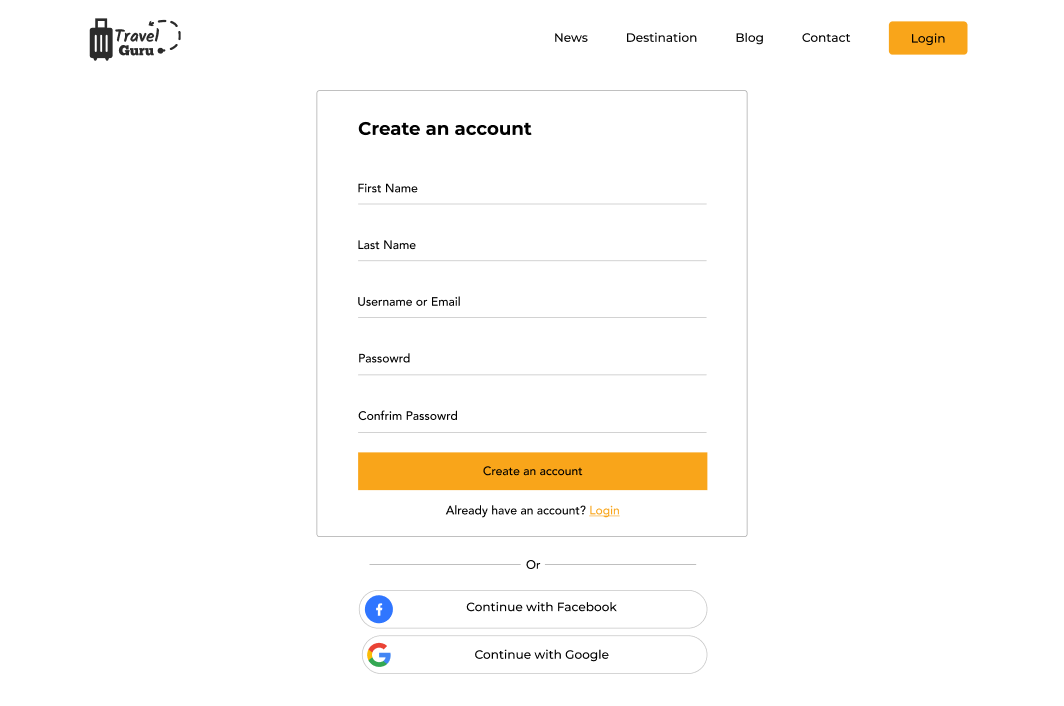 Travel
Guru
News Destination Blog Contact Login
Create an account
First Name
Last Name
Username or Email
Passowrd
Confrim Passowrd
Create an account
Already have an account? Login
Or
Continue with Facebook
Continue with Google